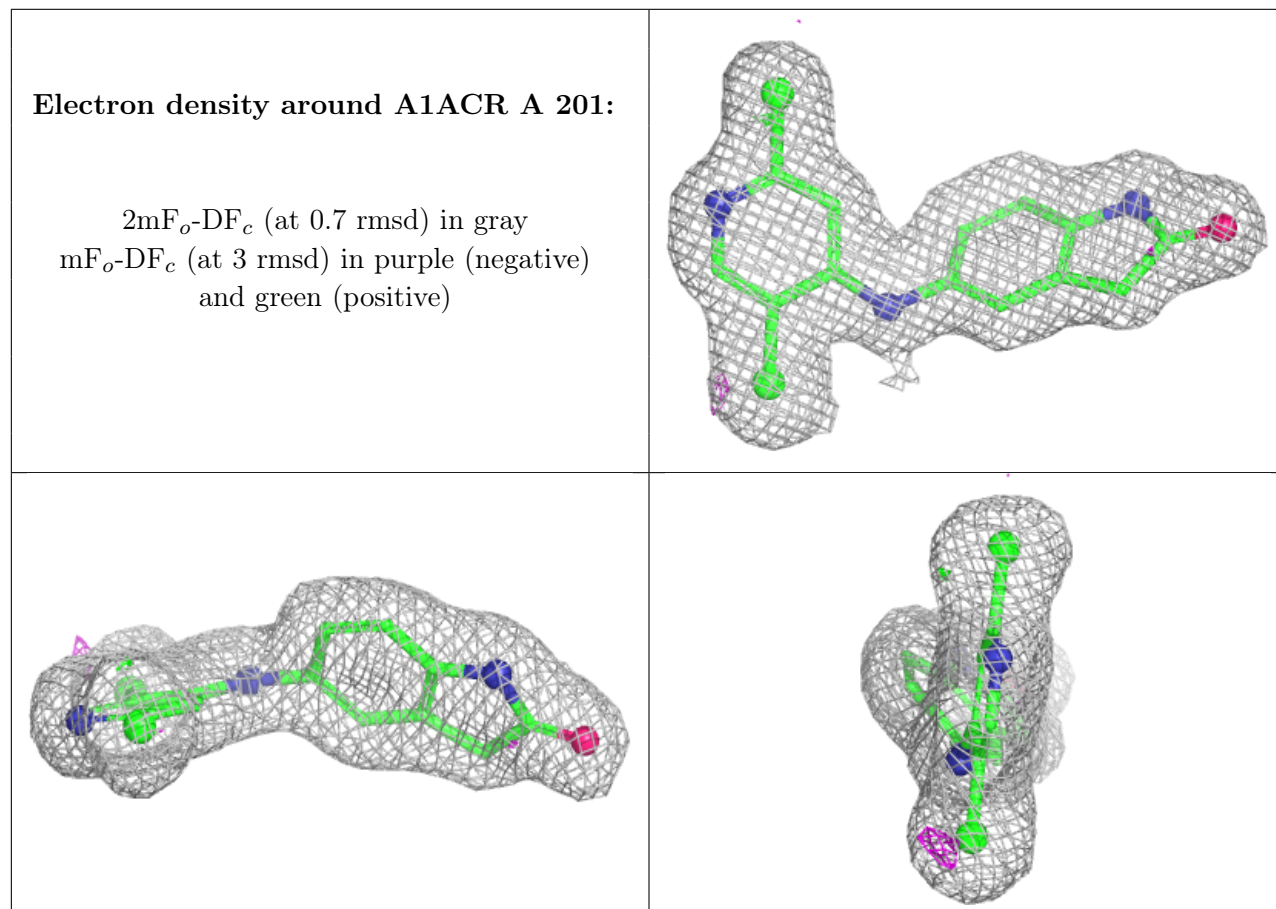 Electron density around A1ACR A 201:
2mFo-DFc (at 0.7 rmsd) in gray
mFo-DFc (at 3 rmsd) in purple (negative)
and green (positive)